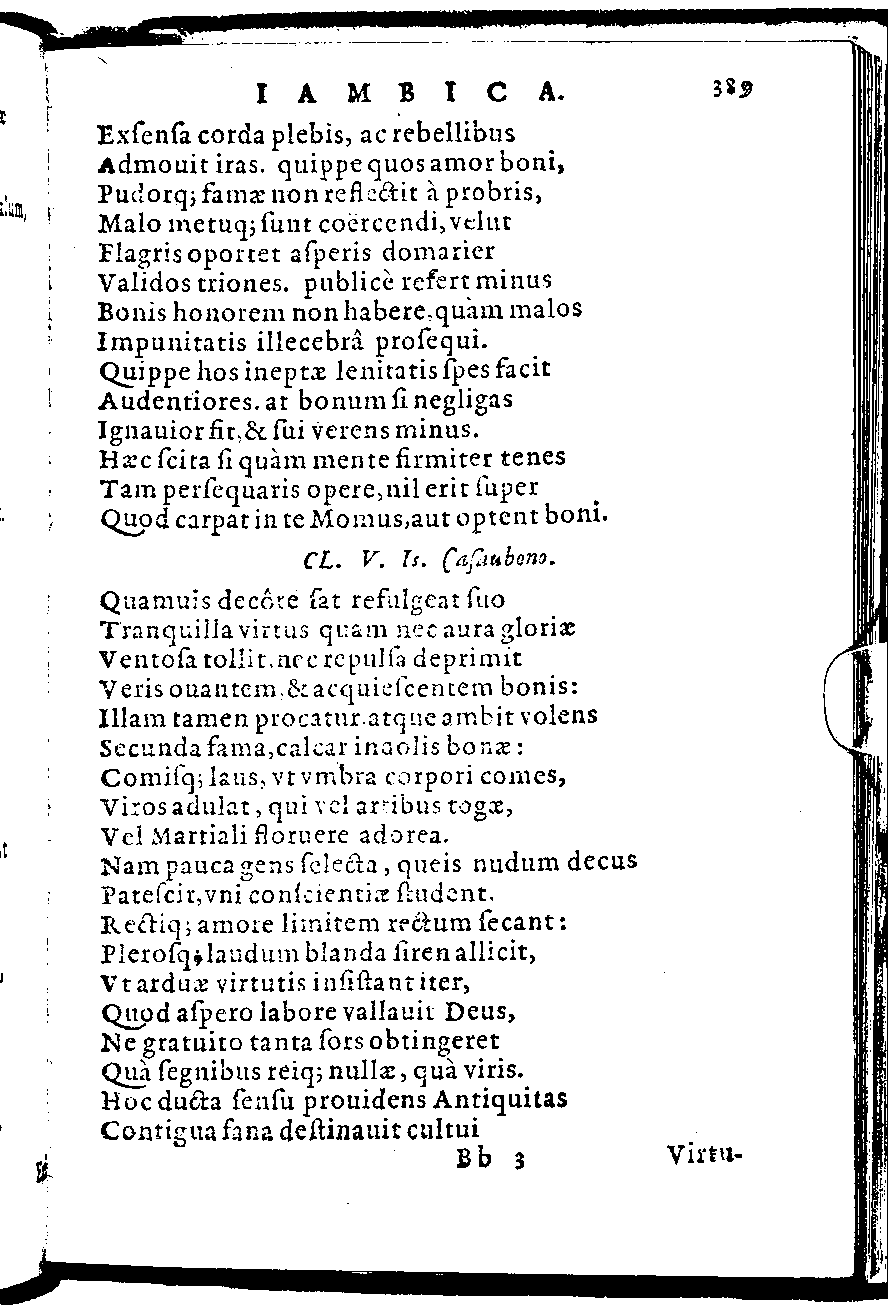 IAMBICA. 389
Exſenſa corda plebis, ac rebellibus
Admouit iras. quippe quos amor boni,
Pudorq; famæ non reflectit à probris,
Malo metuq; ſunt coërcendi, velut
Flagris oportet aſperis domarier
Validos triones. publicè refert minus
Bonis honorem non habere, quàm malos
Impunitatis illecebrâ proſequi.
Quippe hos ineptæ lenitatis ſpes facit
Audentiores. at bonum ſi negligas
Ignauior fit, & ſui verens minus.
Hæc ſcita ſi quàm mente firmiter tenes
Tam perſequaris opere, nil erit ſuper
Quod carpat in te Momus, aut optent boni.
CL. V. Is. Caſaubono.
Quamuis decôre ſat refulgeat ſuo
Tranquilla virtus quam nec aura gloriæ
Ventoſa tollit, nec repulſa deprimit
Veris ouantem, & acquieſcentem bonis:
Illam tamen procatur atque ambit volens
Secunda fama, calcar indolis bonæ:
Comiſq; laus, vt vmbra corpori comes,
Viros adulat, qui vel artibus togæ,
Vel Martiali floruere adorea.
Nam pauca gens ſelecta, queis nudum decus
Pateſcit, vni conſcientiæ ſtudent.
Rectiq; amore limitem rectum ſecant:
Pleroſq; laudum blanda ſiren allicit,
Vt arduæ virtutis inſiſtant iter,
Quod aſpero labore vallauit Deus,
Ne gratuito tanta ſors obtingeret
Quà ſegnibus reiq; nullæ, quà viris.
Hoc ducta ſenſu prouidens Antiquitas
Contigua fana deſtinauit cultui
Bb 3 Virtu-